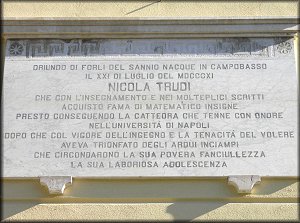 ORIUNDO DI FORLÌ DEL SANNIO NACQUE IN CAMPOBASSO
IL XXI DI LUGLIO DEL MDCCCXI
NICOLA TRUDI
CHE CON L'INSEGNAMENTO E NEI MOLTEPLICI SCRITTI
ACQUISTO FAMA DI MATEMATICO INSIGNE
PRESTO CONSEGUENDO LA CATTEDRA CHE TENNE CON ONORE
NELL'UNIVERSITÀ DI NAPOLI
DOPO CHE COL VIGORE DELL'INGEGNO E LA TENACITÀ DEL VOLERE
AVEVA TRIONFATO DEGLI ARDUI INCIAMPI
CHE CIRCONDARONO LA SUA POVERA FANCIULLEZZA
LA SUA LABORIOSA ADOLESCENZA